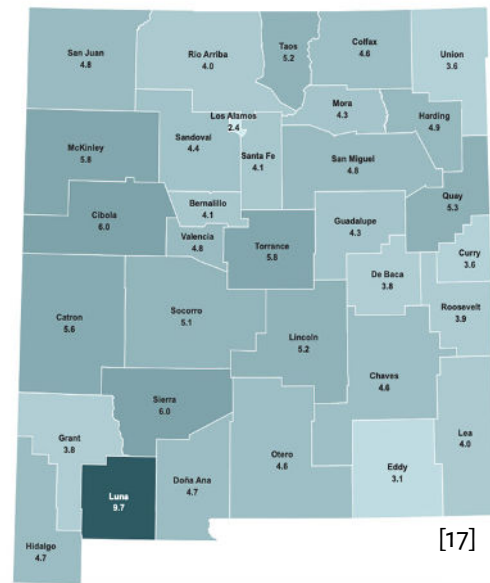 San Juan
4.8
Rio Arriba
4.0
Taos
5.2
Colfax
4.6
Union
3.6
Mora
4.3
Harding
4.9
Los Alamos
2.4
Sandoval
4.4
Santa Fe
4.1
San Miguel
4.8
McKinley
5.8
Quay
5.3
Cibola
6.0
Bernalillo
4.1
Valencia
4.8
Torrance
5.8
Guadalupe
4.3
Curry
3.6
De Baca
3.8
Roosevelt
3.9
Catron
5.6
Socorro
5.1
Lincoln
5.2
Chaves
4.6
Sierra
6.0
Grant
3.8
Lea
4.0
Otero
4.6
Eddy
3.1
Doña Ana
4.7
Luna
9.7
Hidalgo
4.7
[17]